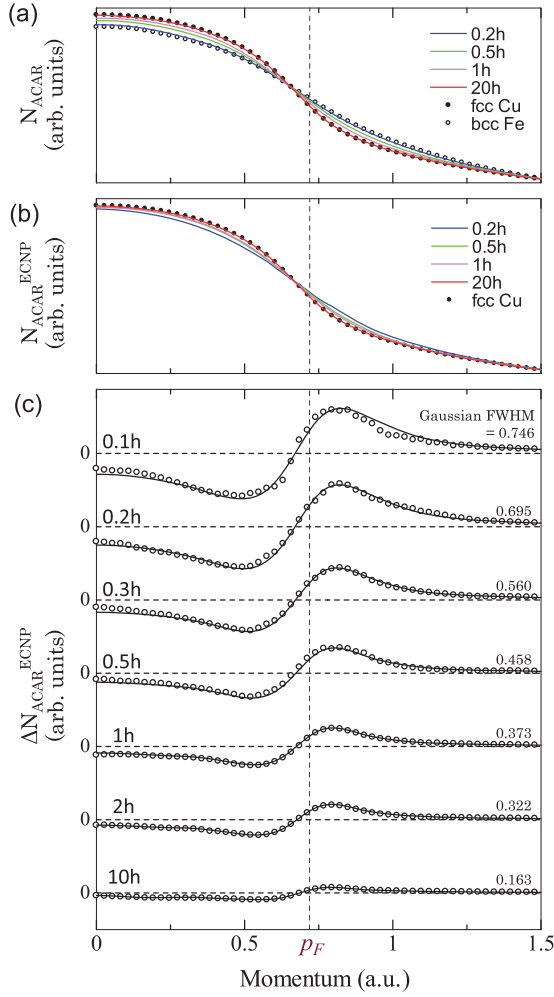 (a)
N_ACAR
(arb. units)
0.2h
0.5h
1h
20h
fcc Cu
bcc Fe
(b)
N_ACAR^ECNP
(arb. units)
0.2h
0.5h
1h
20h
fcc Cu
(c)
ΔN_ACAR^ECNP
(arb. units)
Gaussian FWHM
= 0.746
0.1h
0
0.695
0.2h
0
0.560
0.3h
0
0.458
0.5h
0
0.373
1h
0
0.322
2h
0
0.163
10h
0
0 0.5 p_F 1 1.5
Momentum (a.u.)